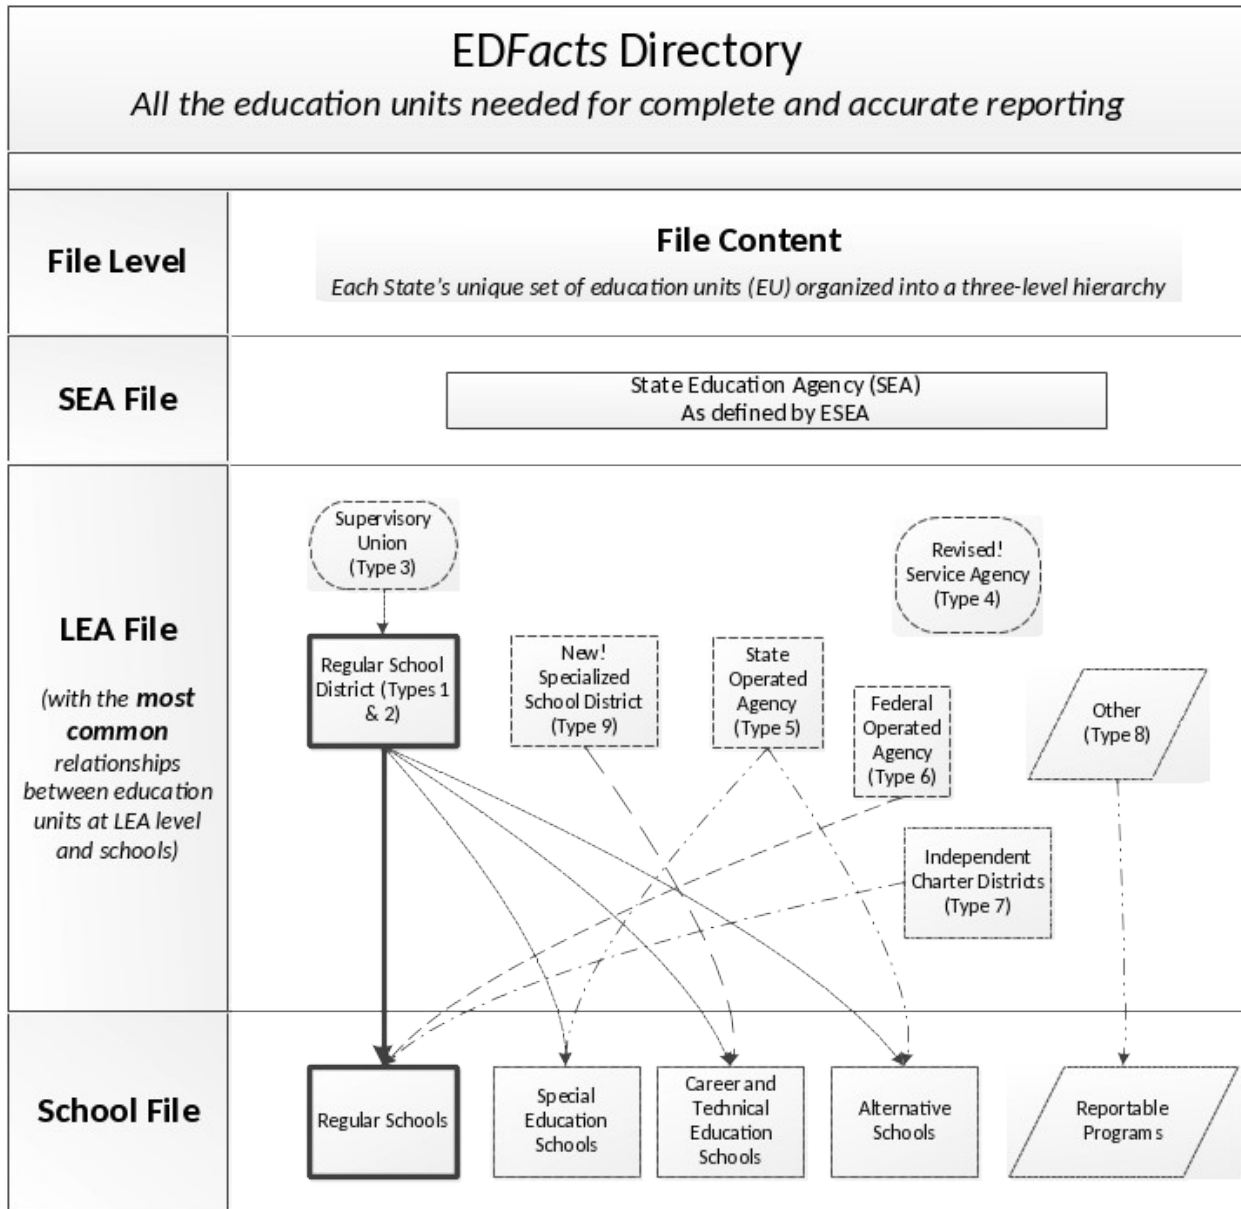 EDFacts Directory
All the education units needed for complete and accurate reporting
File Level
File Content
Each State's unique set of education units (EU) organized into a three-level hierarchy
SEA File
State Education Agency (SEA)
As defined by ESEA
LEA File
(with the most
common
relationships
between education
units at LEA level
and schools)
Supervisory
Union
(Type 3)
Revised!
Service Agency
(Type 4)
Regular School
District (Types 1
& 2)
New!
Specialized
School District
(Type 9)
State
Operated
Agency
(Type 5)
Federal
Operated
Agency
(Type 6)
Other
(Type 8)
Independent
Charter Districts
(Type 7)
School File
Regular Schools
Special
Education
Schools
Career and
Technical
Education
Schools
Alternative
Schools
Reportable
Programs